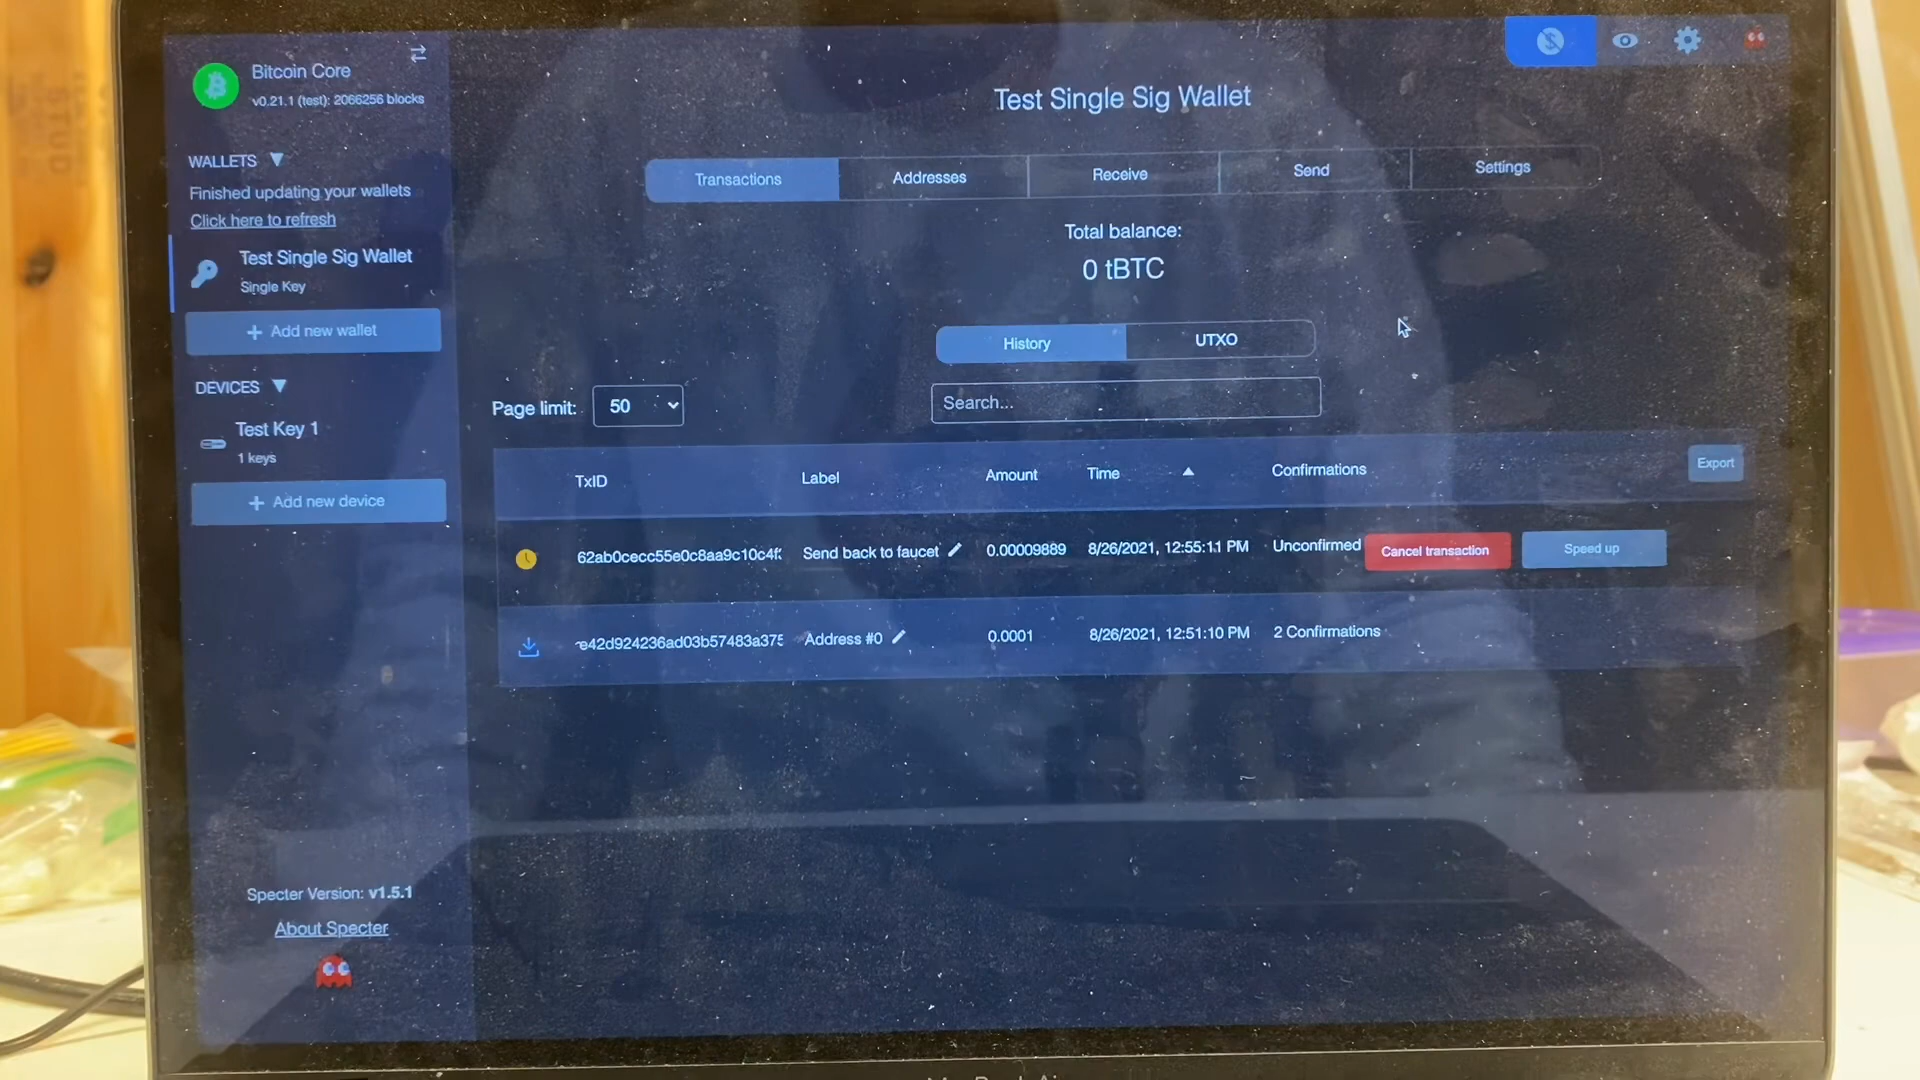 Bitcoin Core
v0.21.1 (test): 2066256 blocks
WALLETS
Finished updating your wallets
Click here to refresh
Test Single Sig Wallet
Single Key
+ Add new wallet
DEVICES
Test Key 1
1 keys
+ Add new device
Specter Version: v1.5.1
About Specter
Test Single Sig Wallet
Transactions Addresses Receive Send Settings
Total balance:
0 tBTC
History UTXO
Page limit: 50 Search...
TxID Label Amount Time Confirmations Export
62ab0cecc55e0c8aa9c10c4f Send back to faucet 0.00009889 8/26/2021, 12:55:11 PM Unconfirmed Cancel transaction Speed up
e42d924236ad03b57483a375 Address #0 0.0001 8/26/2021, 12:51:10 PM 2 Confirmations